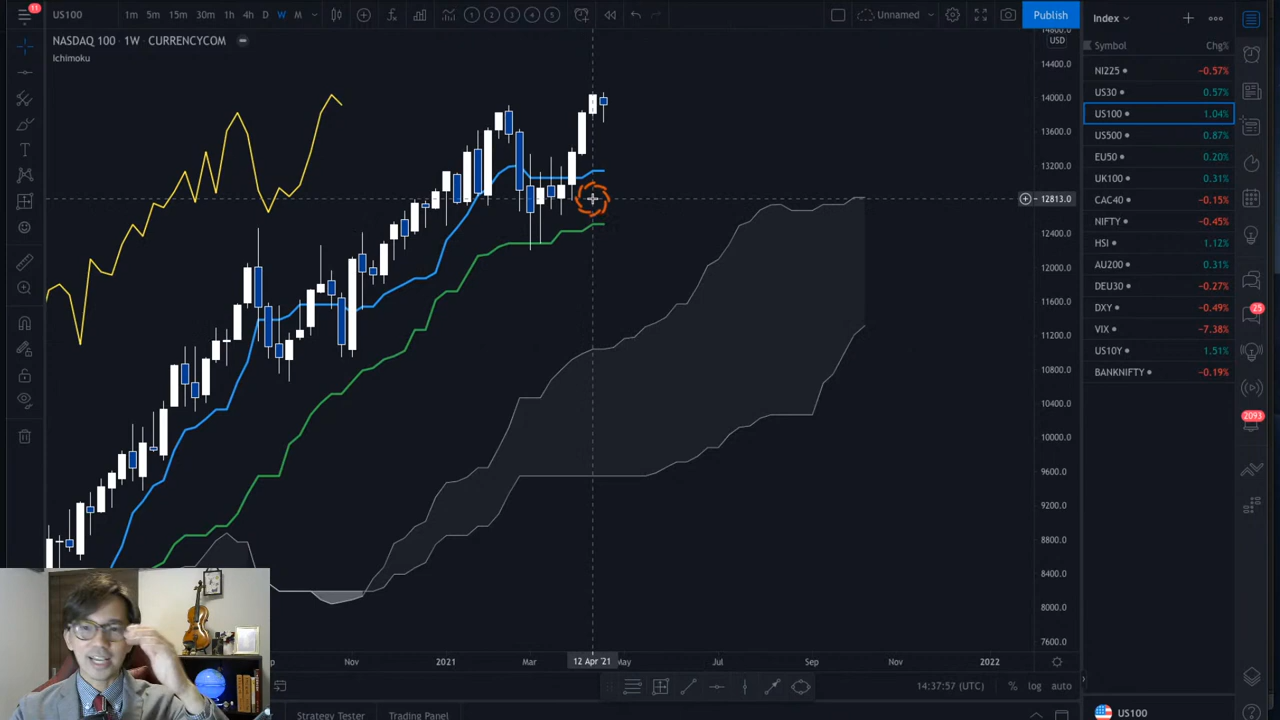 11
US100
1m 5m 15m 30m 1h 4h D W M
Unnamed
Publish
NASDAQ 100 · 1W · CURRENCYCOM
Ichimoku
USD
14800.0
14400.0
14000.0
13600.0
13200.0
12813.0
12400.0
12000.0
11600.0
11200.0
10800.0
10400.0
10000.0
9600.0
9200.0
8800.0
8400.0
8000.0
7600.0
Nov 2021 Mar 12 Apr '21 May Jul Sep Nov 2022
14:37:57 (UTC) % log auto
Strategy Tester Trading Panel
Index
Symbol Chg%
NI225 −0.57%
US30 0.57%
US100 1.04%
US500 0.87%
EU50 0.20%
UK100 0.31%
CAC40 −0.15%
NIFTY −0.45%
HSI 1.12%
AU200 0.31%
DEU30 −0.27%
DXY −0.49%
VIX −7.38%
US10Y 1.51%
BANKNIFTY −0.19%
US100
25
2093